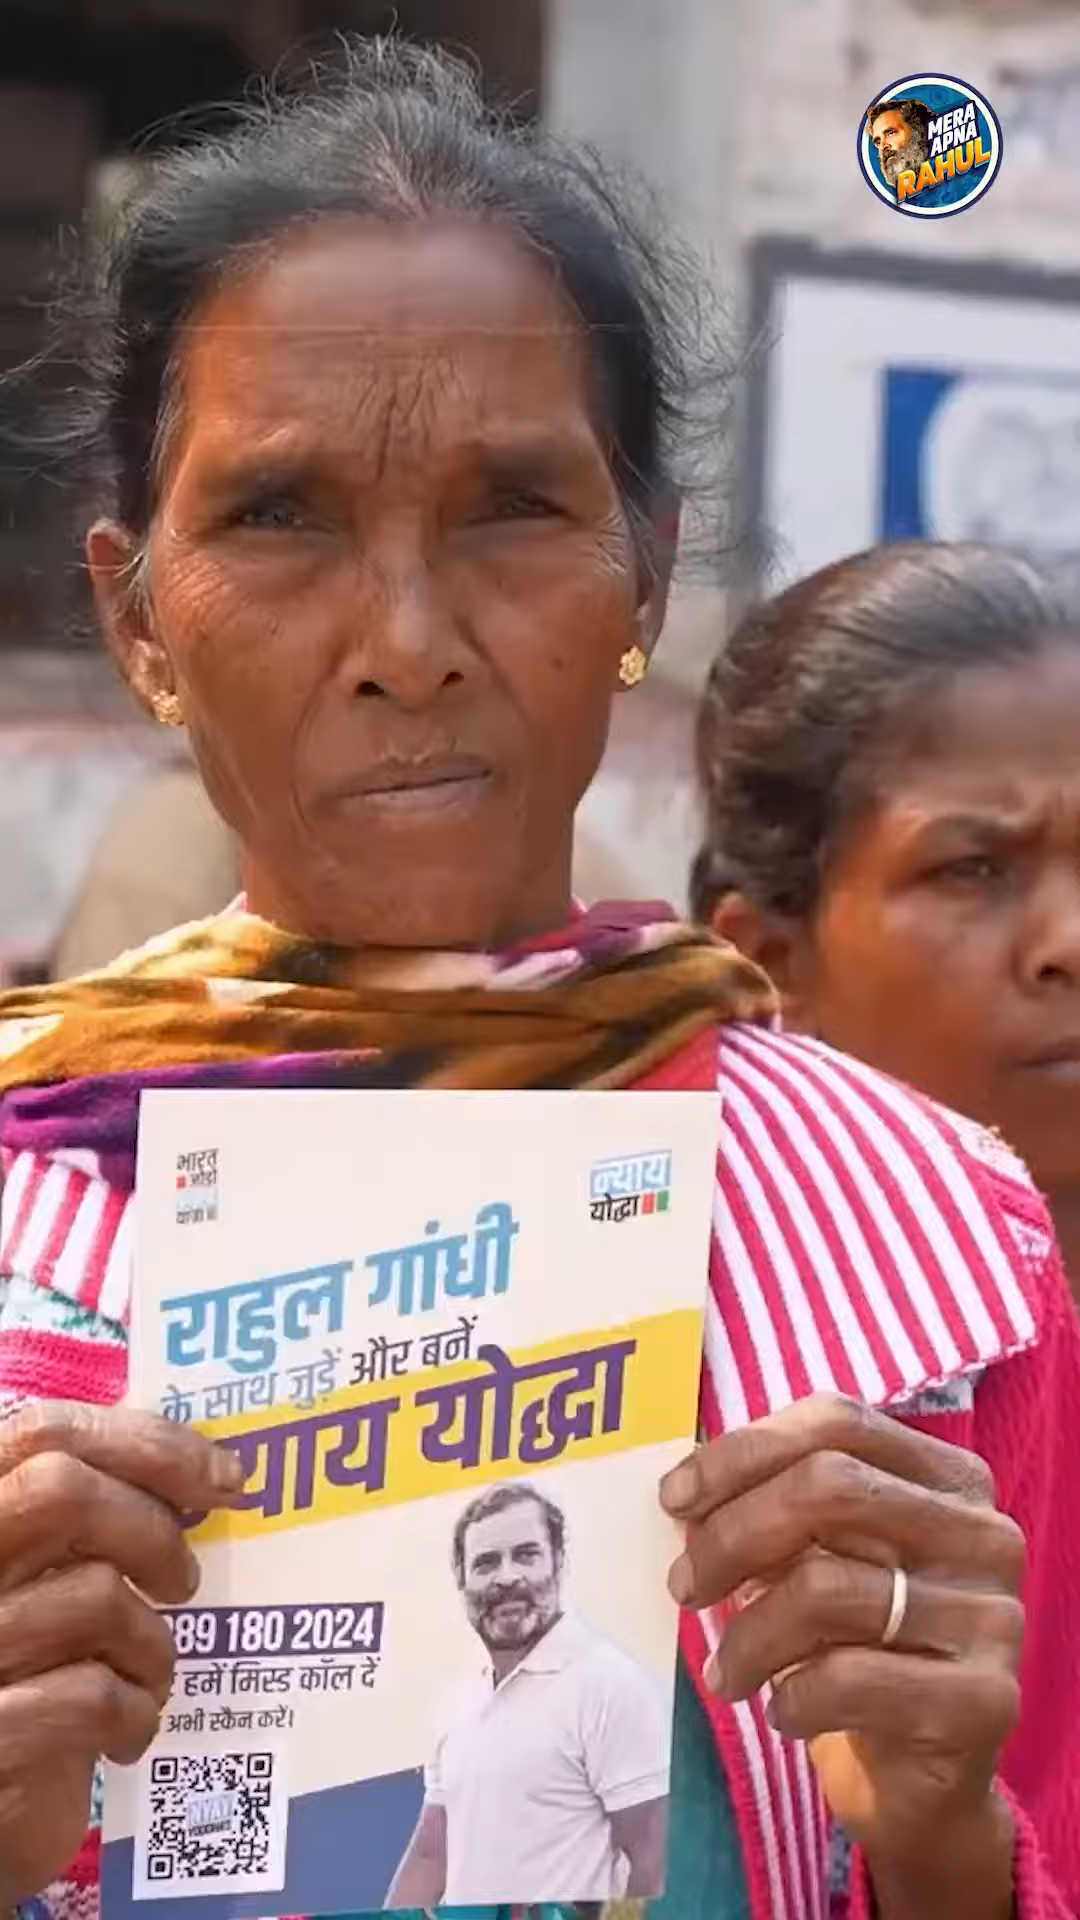 MERA
APNA
RAHUL
भारत
जोड़ो
न्याय
योद्धा
राहुल गांधी
के साथ जुड़ें और बनें
योद्धा
89 180 2024
हमें मिस्ड कॉल दें
अभी स्कैन करें।
NYAY